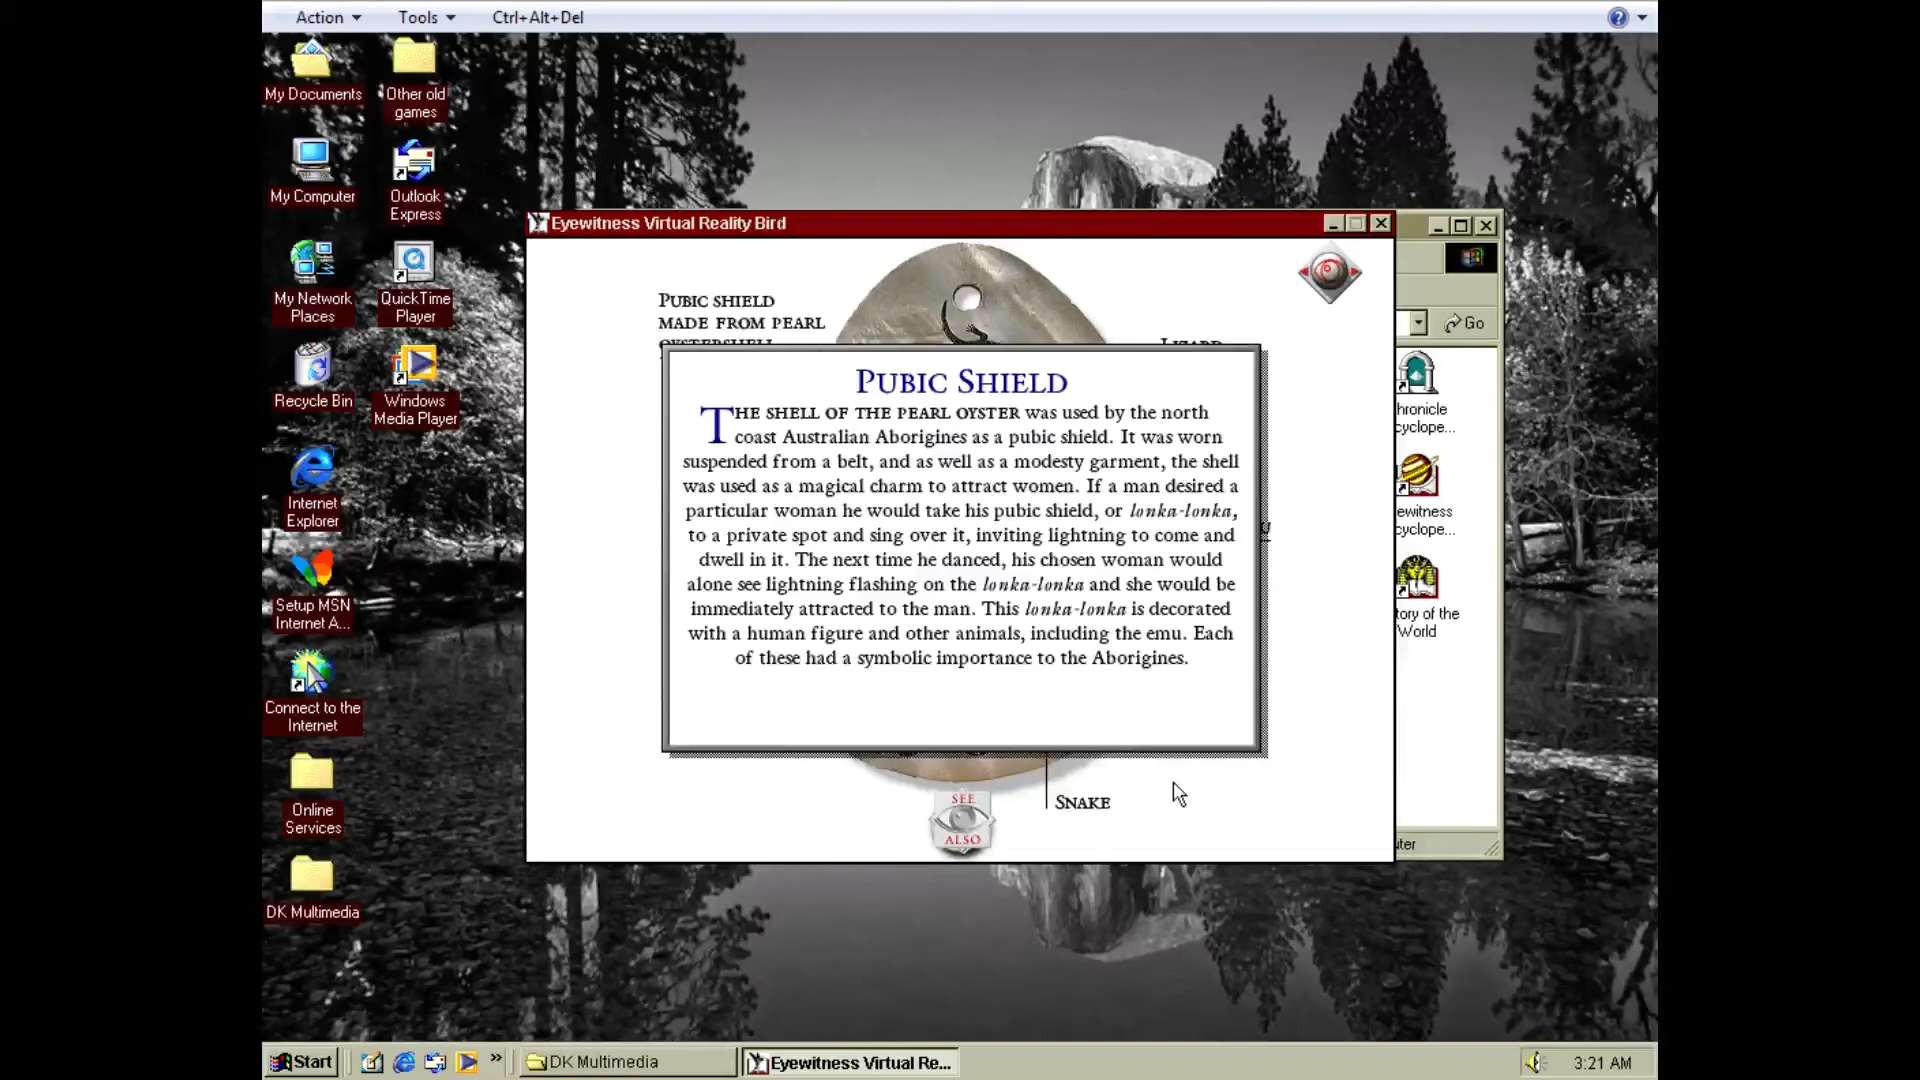 Action
Tools
Ctrl+Alt+Del
My Documents
Other old
games
My Computer
Outlook
Express
My Network
Places
QuickTime
Player
Recycle Bin
Windows
Media Player
Internet
Explorer
Setup MSN
Internet A...
Connect to the
Internet
Online
Services
DK Multimedia
Eyewitness Virtual Reality Bird
PUBIC SHIELD
MADE FROM PEARL
OYSTERSHELL
LIZARD
PUBIC SHIELD
THE SHELL OF THE PEARL OYSTER was used by the north
coast Australian Aborigines as a pubic shield. It was worn
suspended from a belt, and as well as a modesty garment, the shell
was used as a magical charm to attract women. If a man desired a
particular woman he would take his pubic shield, or lonka-lonka,
to a private spot and sing over it, inviting lightning to come and
dwell in it. The next time he danced, his chosen woman would
alone see lightning flashing on the lonka-lonka and she would be
immediately attracted to the man. This lonka-lonka is decorated
with a human figure and other animals, including the emu. Each
of these had a symbolic importance to the Aborigines.
SNAKE
SEE
ALSO
Go
hronicle
cyclope...
ewitness
cyclope...
tory of the
World
uter
Start
»
DK Multimedia
Eyewitness Virtual Re...
3:21 AM